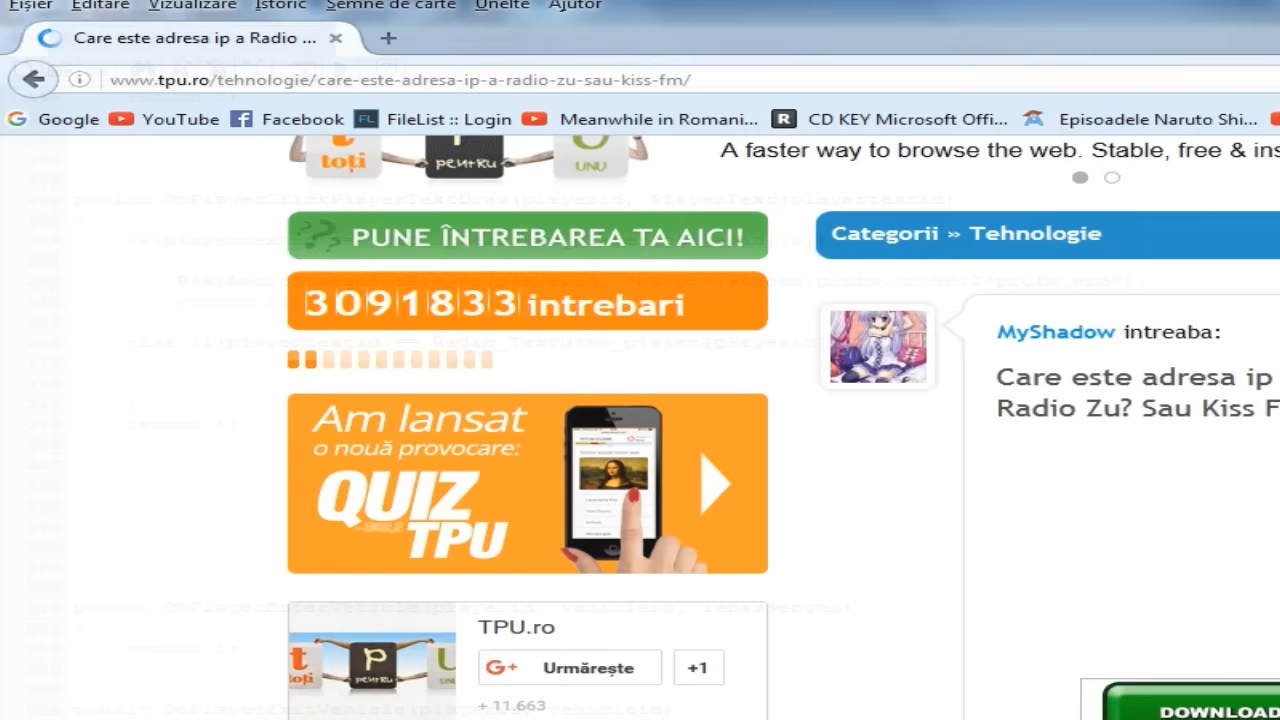 Fișier Editare Vizualizare Istoric Semne de carte Unelte Ajutor
Care este adresa ip a Radio ...
www.tpu.ro/tehnologie/care-este-adresa-ip-a-radio-zu-sau-kiss-fm/
Google YouTube Facebook FL FileList :: Login Meanwhile in Romani... R CD KEY Microsoft Offi... Episoadele Naruto Shi...
toți pentru UNU
A faster way to browse the web. Stable, free & ins
PUNE ÎNTREBAREA TA AICI!!
Categorii » Tehnologie
3091833 intrebari
MyShadow intreaba:
Care este adresa ip
Radio Zu? Sau Kiss F
Am lansat
o nouă provocare:
QUIZ
TPU
TPU.ro
t P U
toți pentru UNU
G+ Urmărește +1
+ 11.663
DOWNLOAD